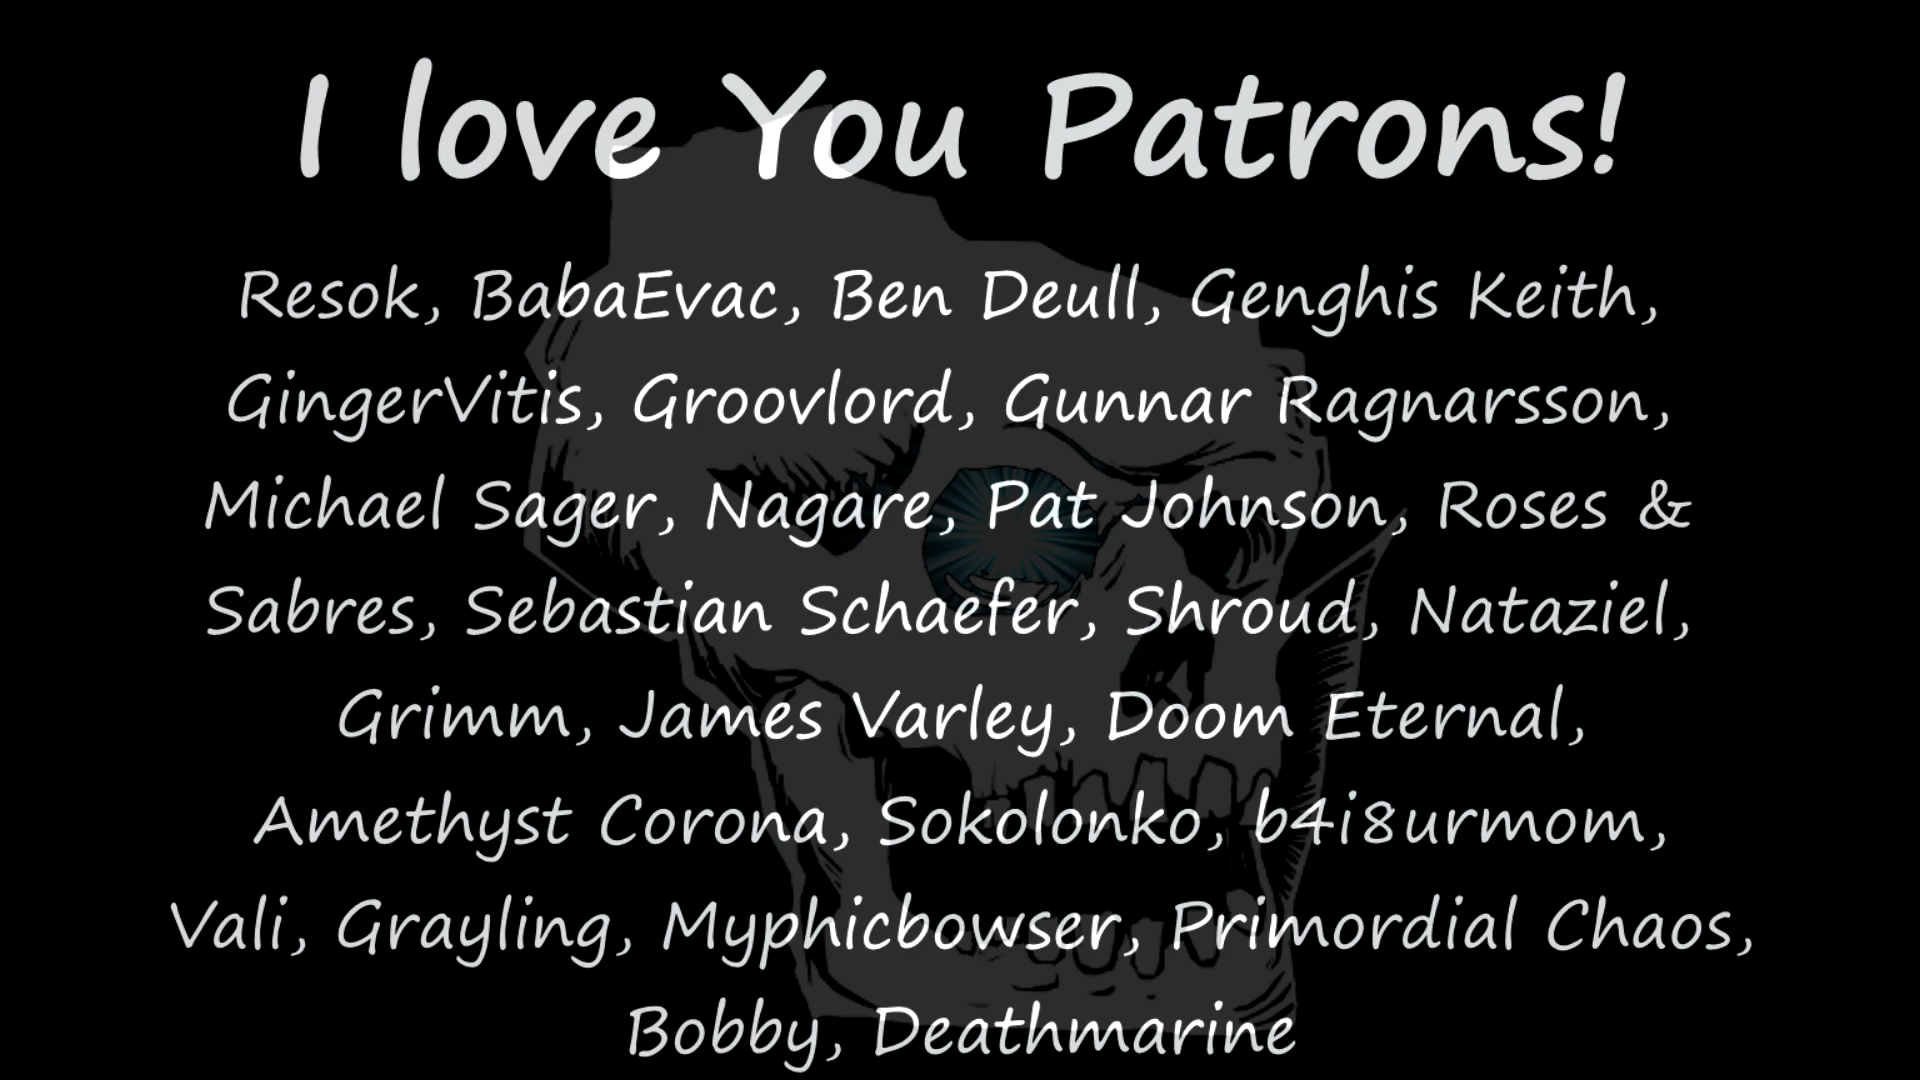 I love You Patrons!
Resok, BabaEvac, Ben Deull, Genghis Keith,
GingerVitis, Groovlord, Gunnar Ragnarsson,
Michael Sager, Nagare, Pat Johnson, Roses &
Sabres, Sebastian Schaefer, Shroud, Nataziel,
Grimm, James Varley, Doom Eternal,
Amethyst Corona, Sokolonko, b4i8urmom,
Vali, Grayling, Myphicbowser, Primordial Chaos,
Bobby, Deathmarine